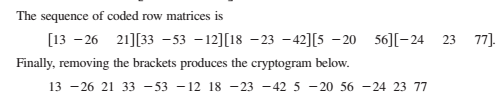 The sequence of coded row matrices is
[13 −26 21][33 −53 −12][18 −23 −42][5 −20 56][−24 23 77].
Finally, removing the brackets produces the cryptogram below.
13 −26 21 33 −53 −12 18 −23 −42 5 −20 56 −24 23 77